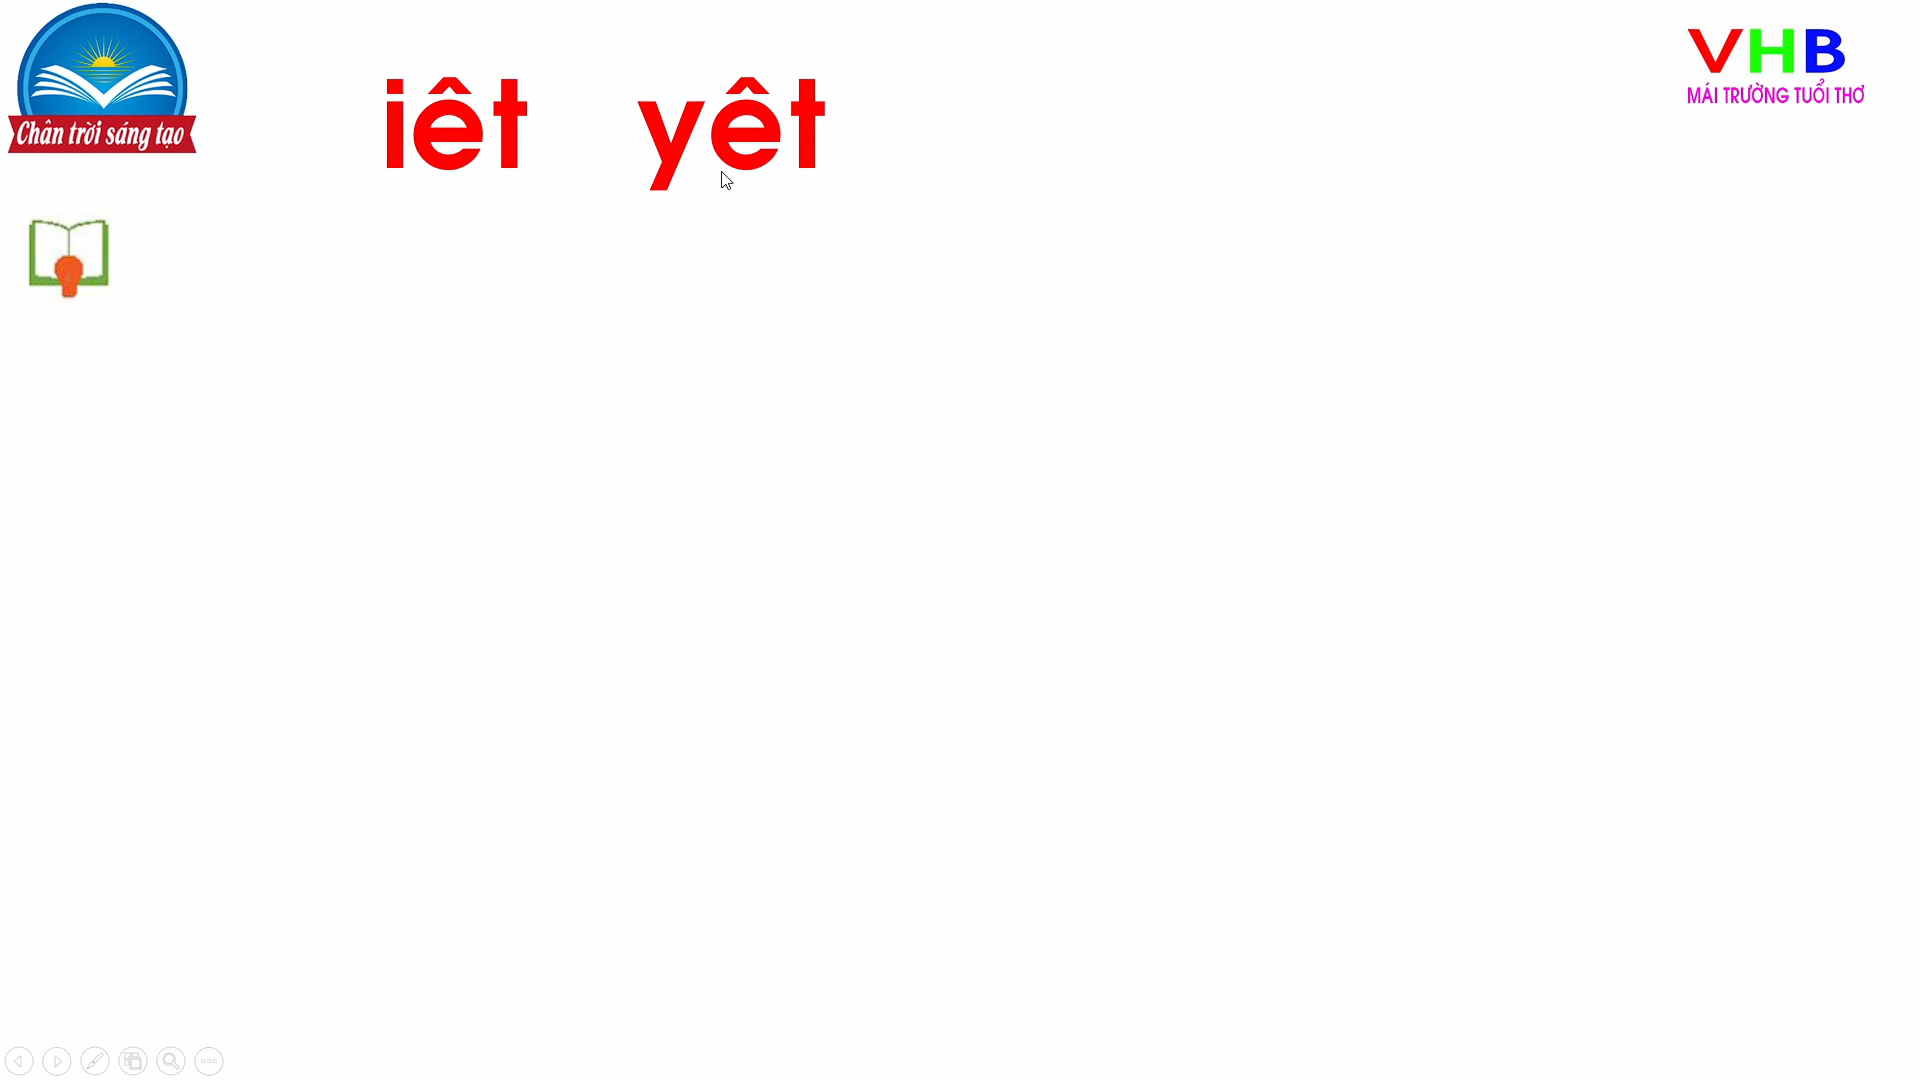 Chân trời sáng tạo
iêt yêt
VHB
MÁI TRƯỜNG TUỔI THƠ